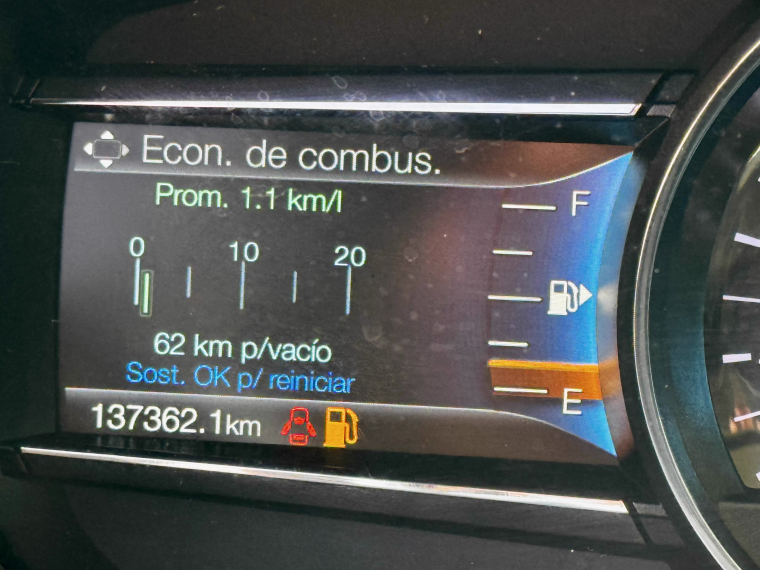 Econ. de combus.
Prom. 1.1 km/l
F
0 10 20
62 km p/vacío
Sost. OK p/ reiniciar
E
137362.1km